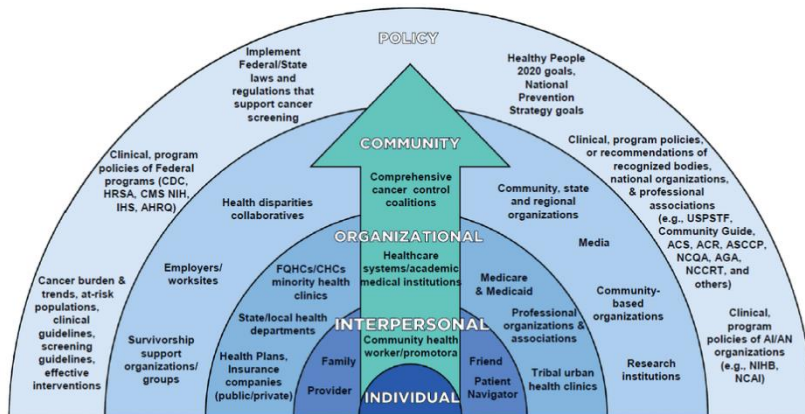 POLICY
Implement
Federal/State
laws and
regulations that
support cancer
screening
Healthy People
2020 goals,
National
Prevention
Strategy goals
Clinical, program
policies of Federal
programs (CDC,
HRSA, CMS NIH,
IHS, AHRQ)
Clinical, program policies,
or recommendations of
recognized bodies,
national organizations,
& professional
associations
(e.g., USPSTF,
Community Guide,
ACS, ACR, ASCCP,
NCQA, AGA,
NCCRT, and
others)
Cancer burden &
trends, at-risk
populations,
clinical
guidelines,
screening
guidelines,
effective
interventions
Clinical,
program
policies of AI/AN
organizations
(e.g., NIHB,
NCAI)
COMMUNITY
Comprehensive
cancer control
coalitions
Health disparities
collaboratives
Community, state
and regional
organizations
Media
Employers/
worksites
Community-
based
organizations
Survivorship
support
organizations/
groups
Research
institutions
ORGANIZATIONAL
Healthcare
systems/academic
medical institutions
FQHCs/CHCs
minority health
clinics
Medicare
& Medicaid
State/local health
departments
Professional
organizations &
associations
Health Plans,
Insurance
companies
(public/private)
Tribal urban
health clinics
INTERPERSONAL
Community health
worker/promotora
Family
Friend
Provider
Patient
Navigator
INDIVIDUAL